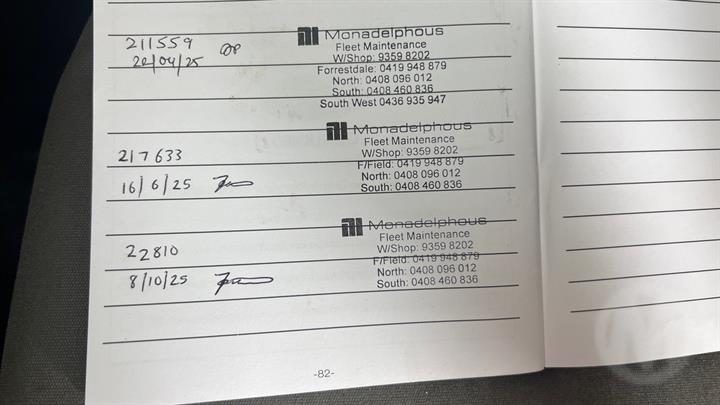 211559
Monadelphous
Fleet Maintenance
W/Shop: 9359 8202
Forrestdale: 0419 948 879
North: 0408 096 012
South: 0408 460 836
South West 0436 935 947
Monadelphous
Fleet Maintenance
W/Shop: 9359 8202
F/Field: 0419 948 879
North: 0408 096 012
South: 0408 460 836
217633
16/6/25
Monadelphous
Fleet Maintenance
W/Shop: 9359 8202
F/Field: 0419 948 879
North: 0408 096 012
South: 0408 460 836
22810
8/10/25
-82-